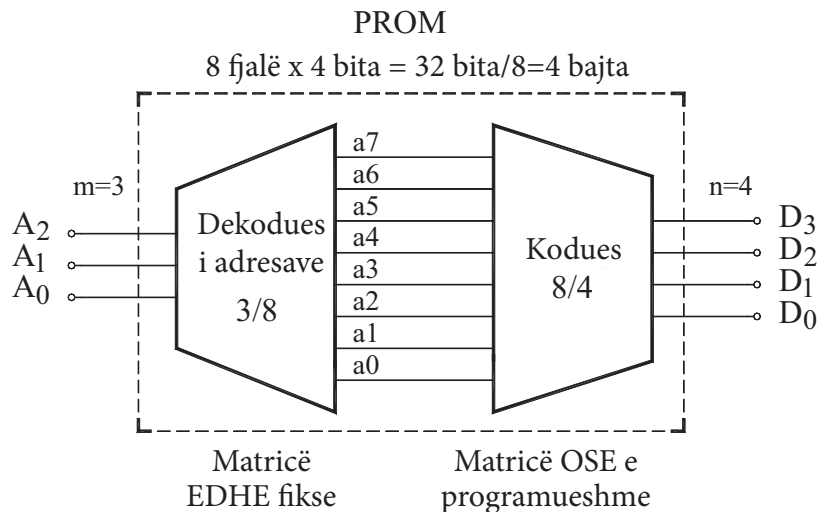 PROM
8 fjalë x 4 bita = 32 bita/8=4 bajta
m=3
A2
A1
A0
Dekodues
i adresave
3/8
a7
a6
a5
a4
a3
a2
a1
a0
Kodues
8/4
n=4
D3
D2
D1
D0
Matricë
EDHE fikse
Matricë OSE e
programueshme